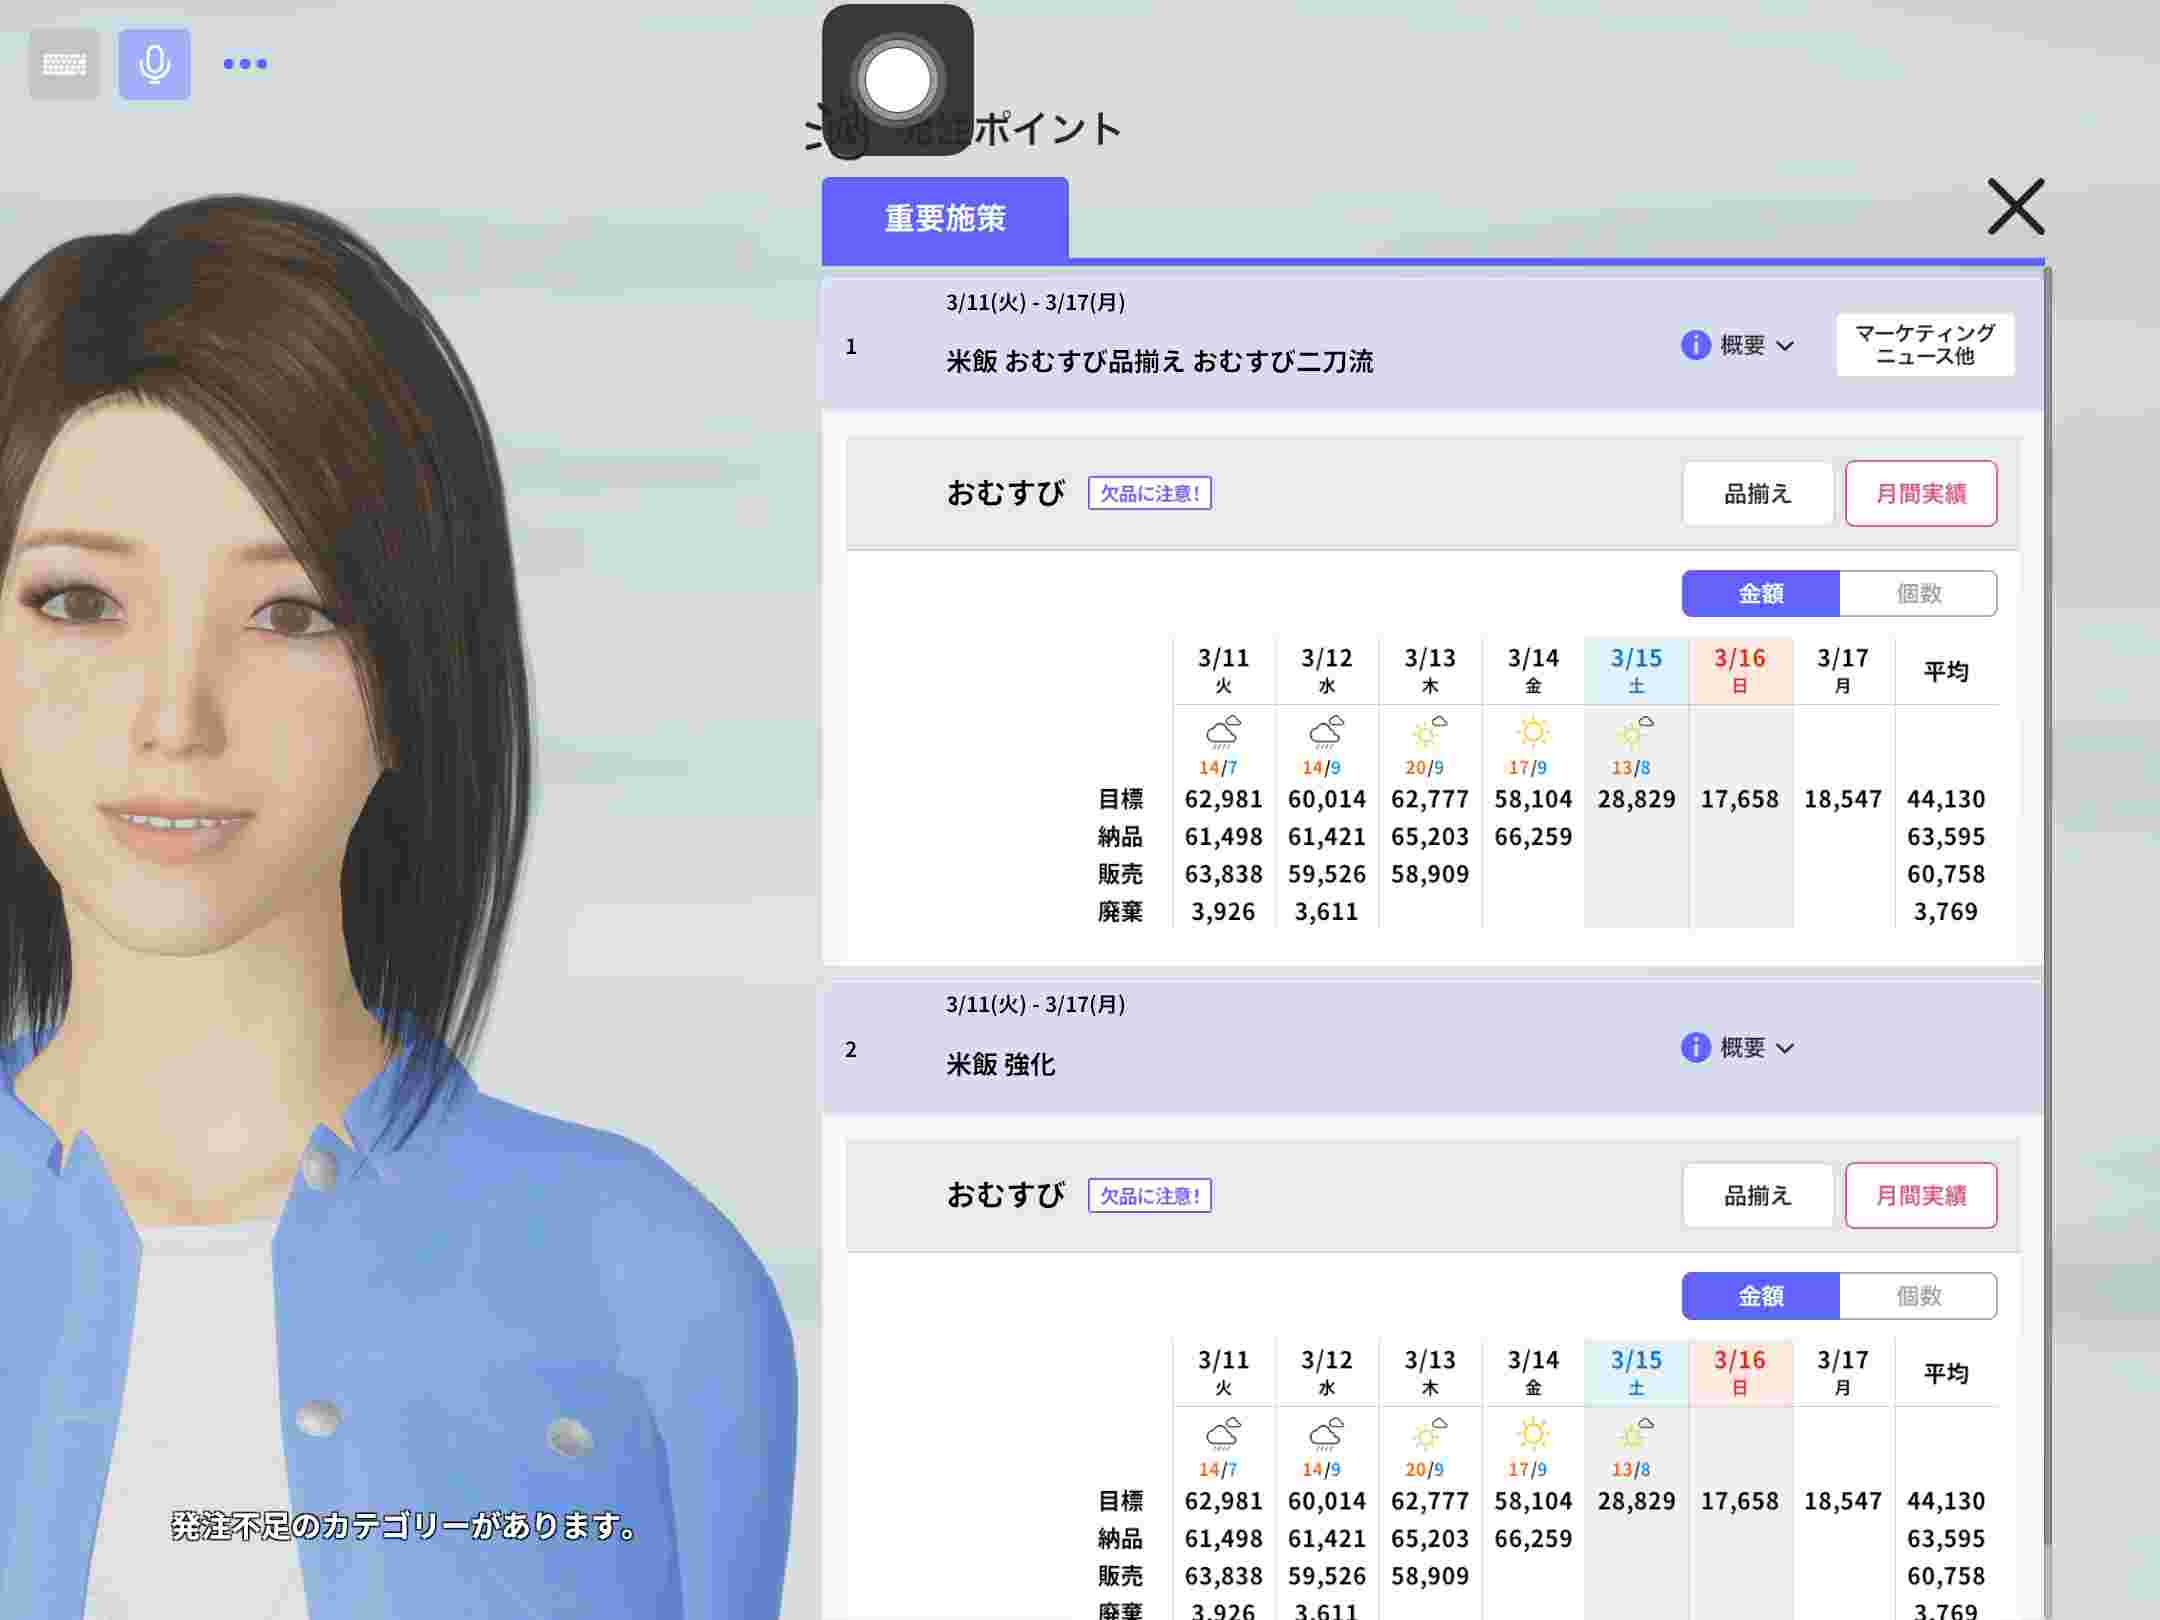 ポイント
重要施策
1
3/11(火) - 3/17(月)
米飯 おむすび品揃え おむすび二刀流
i 概要
マーケティング
ニュース他
おむすび 欠品に注意! 品揃え 月間実績
金額 個数
3/11 3/12 3/13 3/14 3/15 3/16 3/17 平均
火 水 木 金 土 日 月
14/7 14/9 20/9 17/9 13/8
目標 62,981 60,014 62,777 58,104 28,829 17,658 18,547 44,130
納品 61,498 61,421 65,203 66,259 63,595
販売 63,838 59,526 58,909 60,758
廃棄 3,926 3,611 3,769
2
3/11(火) - 3/17(月)
米飯 強化
i 概要
おむすび 欠品に注意! 品揃え 月間実績
金額 個数
3/11 3/12 3/13 3/14 3/15 3/16 3/17 平均
火 水 木 金 土 日 月
14/7 14/9 20/9 17/9 13/8
目標 62,981 60,014 62,777 58,104 28,829 17,658 18,547 44,130
納品 61,498 61,421 65,203 66,259 63,595
販売 63,838 59,526 58,909 60,758
廃棄 3,926 3,611 3,769
発注不足のカテゴリーがあります。